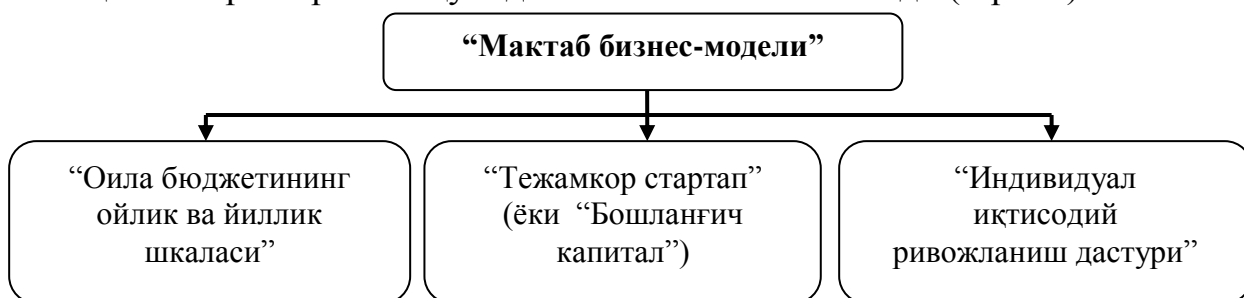 “Мактаб бизнес-модели”
“Оила бюджетининг
ойлик ва йиллик
шкаласи”
“Тежамкор стартап”
(ёки “Бошланғич
капитал”)
“Индивидуал
иқтисодий
ривожланиш дастури”